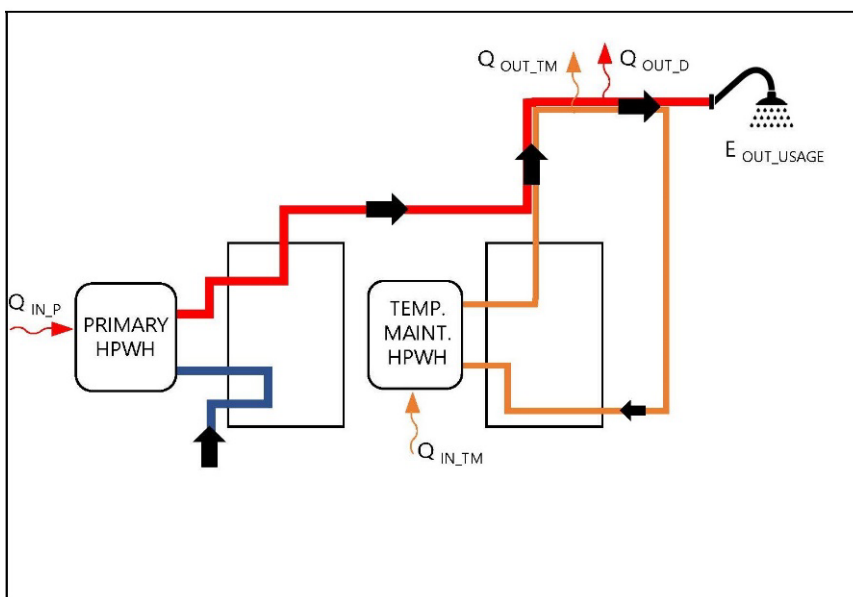 Q OUT_TM
Q OUT_D
E OUT_USAGE
Q IN_P
PRIMARY
HPWH
TEMP.
MAINT.
HPWH
Q IN_TM